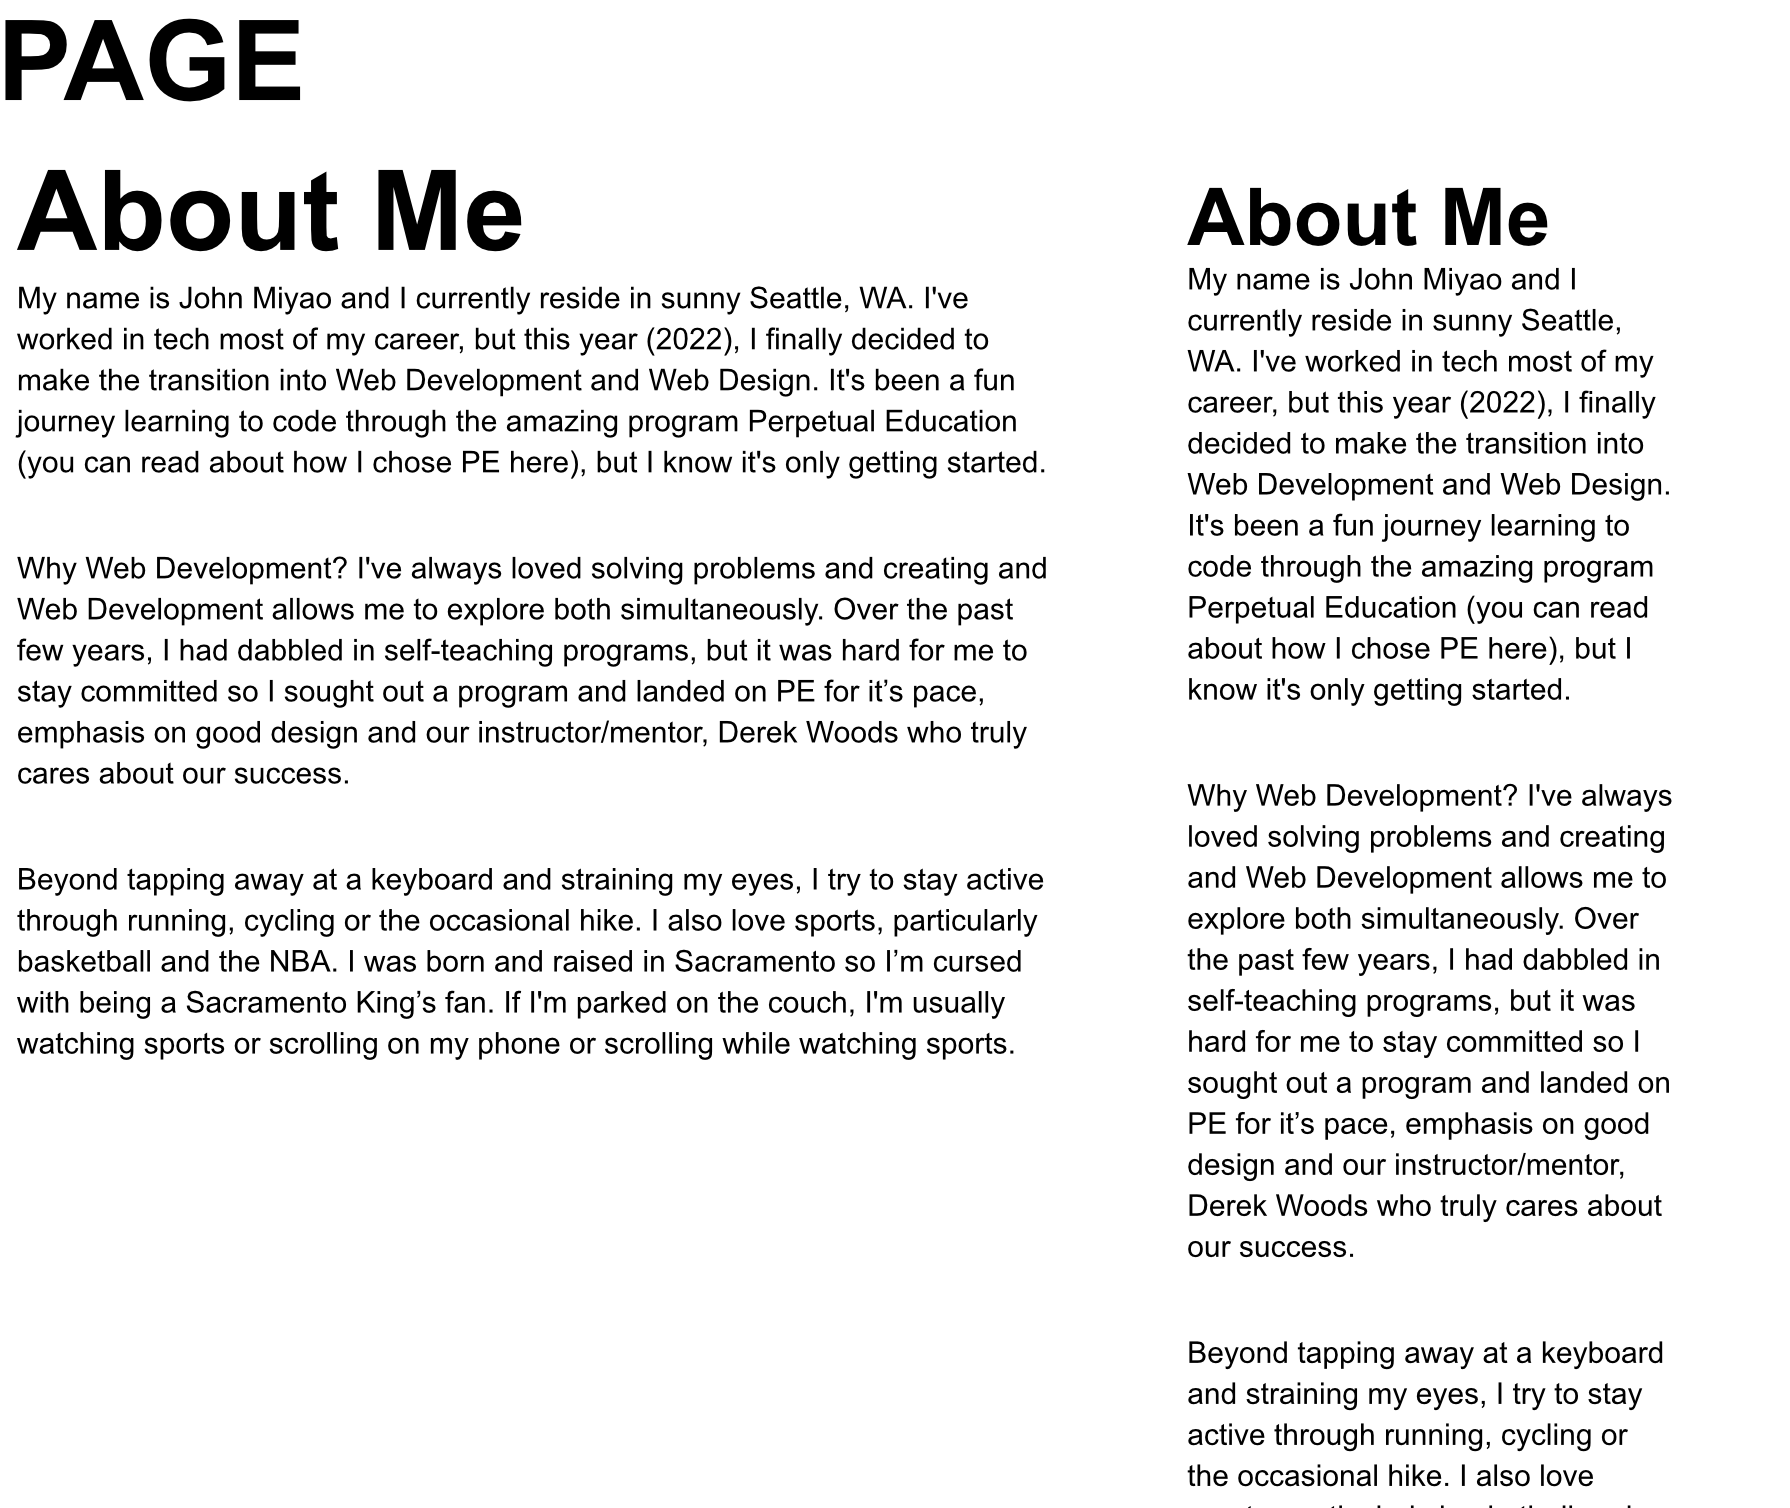 PAGE
About Me
My name is John Miyao and I currently reside in sunny Seattle, WA. I've
worked in tech most of my career, but this year (2022), I finally decided to
make the transition into Web Development and Web Design. It's been a fun
journey learning to code through the amazing program Perpetual Education
(you can read about how I chose PE here), but I know it's only getting started.
Why Web Development? I've always loved solving problems and creating and
Web Development allows me to explore both simultaneously. Over the past
few years, I had dabbled in self-teaching programs, but it was hard for me to
stay committed so I sought out a program and landed on PE for it’s pace,
emphasis on good design and our instructor/mentor, Derek Woods who truly
cares about our success.
Beyond tapping away at a keyboard and straining my eyes, I try to stay active
through running, cycling or the occasional hike. I also love sports, particularly
basketball and the NBA. I was born and raised in Sacramento so I’m cursed
with being a Sacramento King’s fan. If I'm parked on the couch, I'm usually
watching sports or scrolling on my phone or scrolling while watching sports.
About Me
My name is John Miyao and I
currently reside in sunny Seattle,
WA. I've worked in tech most of my
career, but this year (2022), I finally
decided to make the transition into
Web Development and Web Design.
It's been a fun journey learning to
code through the amazing program
Perpetual Education (you can read
about how I chose PE here), but I
know it's only getting started.
Why Web Development? I've always
loved solving problems and creating
and Web Development allows me to
explore both simultaneously. Over
the past few years, I had dabbled in
self-teaching programs, but it was
hard for me to stay committed so I
sought out a program and landed on
PE for it’s pace, emphasis on good
design and our instructor/mentor,
Derek Woods who truly cares about
our success.
Beyond tapping away at a keyboard
and straining my eyes, I try to stay
active through running, cycling or
the occasional hike. I also love